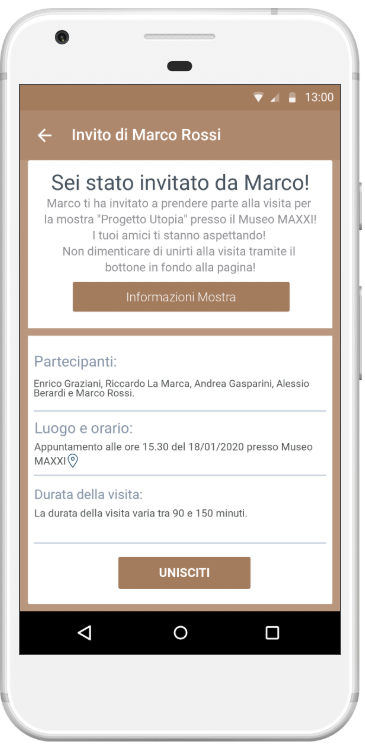 13:00
Invito di Marco Rossi
Sei stato invitato da Marco!
Marco ti ha invitato a prendere parte alla visita per
la mostra "Progetto Utopia" presso il Museo MAXXI!
I tuoi amici ti stanno aspettando!
Non dimenticare di unirti alla visita tramite il
bottone in fondo alla pagina!
Informazioni Mostra
Partecipanti:
Enrico Graziani, Riccardo La Marca, Andrea Gasparini, Alessio
Berardi e Marco Rossi.
Luogo e orario:
Appuntamento alle ore 15.30 del 18/01/2020 presso Museo
MAXXI
Durata della visita:
La durata della visita varia tra 90 e 150 minuti.
UNISCITI